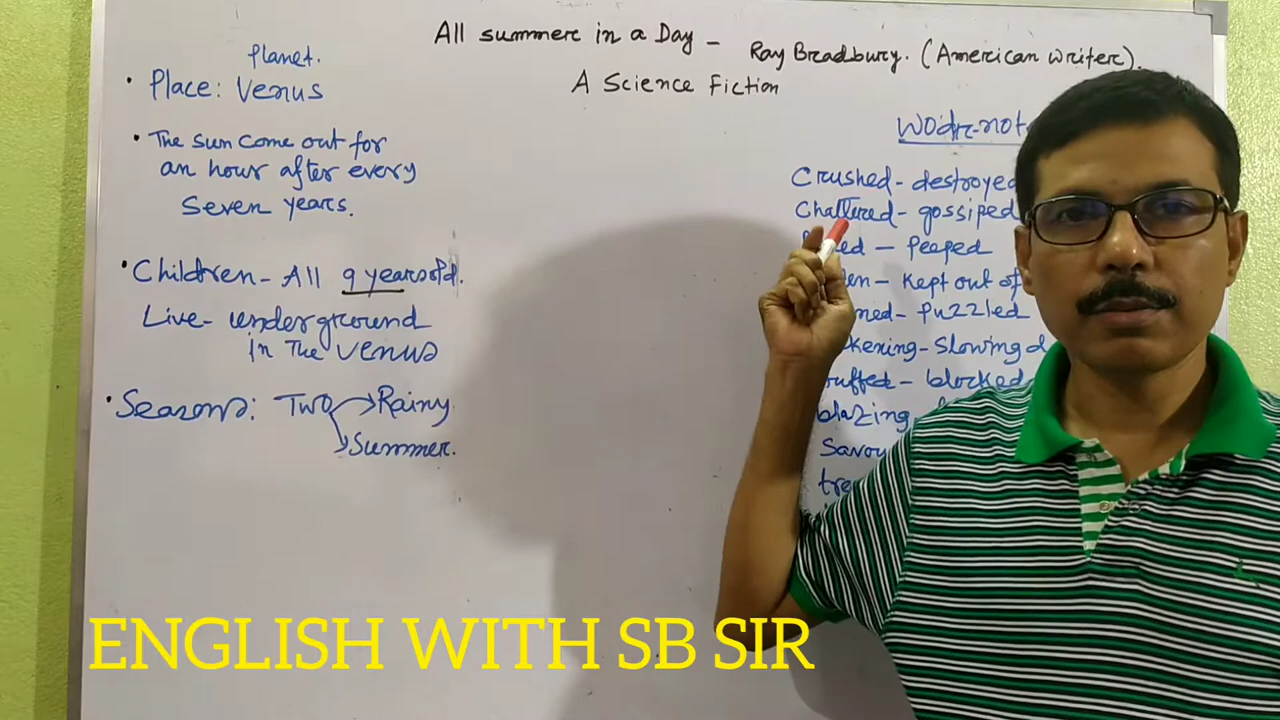 All summer in a Day - Ray Bradbury. (American writer).
A Science Fiction
Planet.
• Place: Venus
• The sun come out for
an hour after every
Seven years.
• Children - All 9 years old.
Live - underground
in The Venus
• Seasons: Two → Rainy.
→ Summer.
Crushed - destroyed
Chattered - gossiped
- Peeped
- Kept out of
- Puzzled
- Slowing
- blocked
blazing -
ENGLISH WITH SB SIR